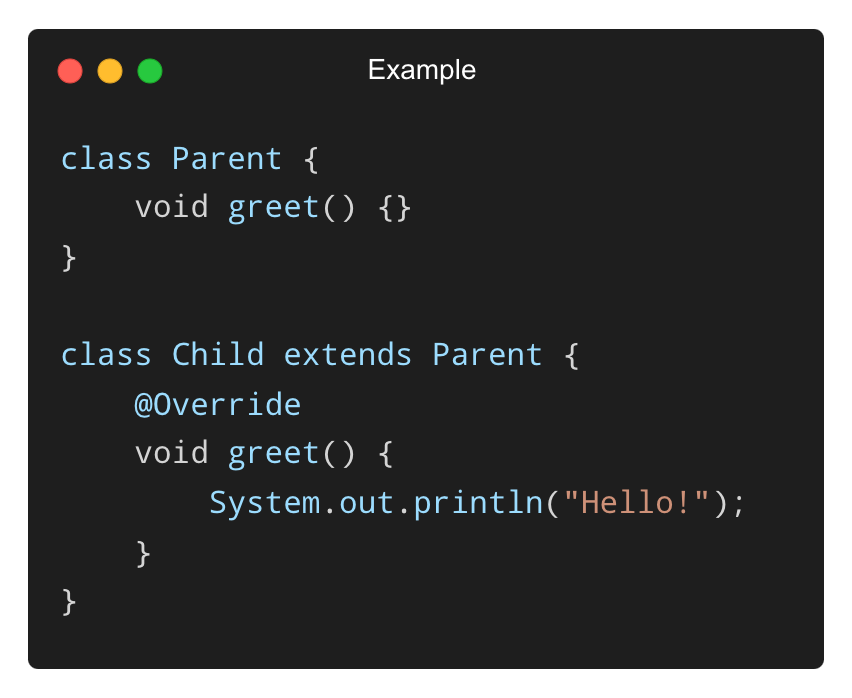 Example
class Parent {
    void greet() {}
}

class Child extends Parent {
    @Override
    void greet() {
        System.out.println("Hello!");
    }
}